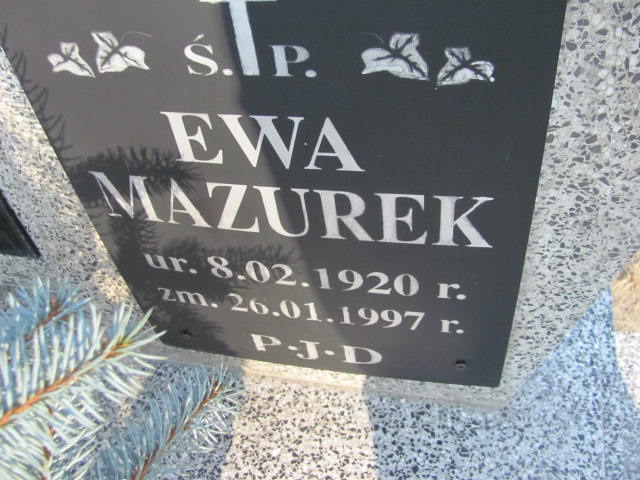 Ś. P.
EWA
MAZUREK
ur. 8.02.1920 r.
zm. 26.01.1997 r.
P·J·D